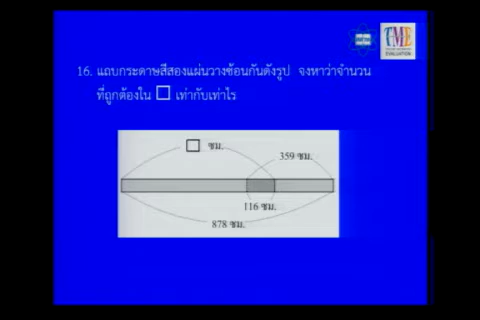 TME
EVALUATION
16. แถบกระดาษสีสองแผ่นวางซ้อนกันดังรูป จงหาว่าจำนวน
ที่ถูกต้องใน □ เท่ากับเท่าไร
□ ซม.
359 ซม.
116 ซม.
878 ซม.